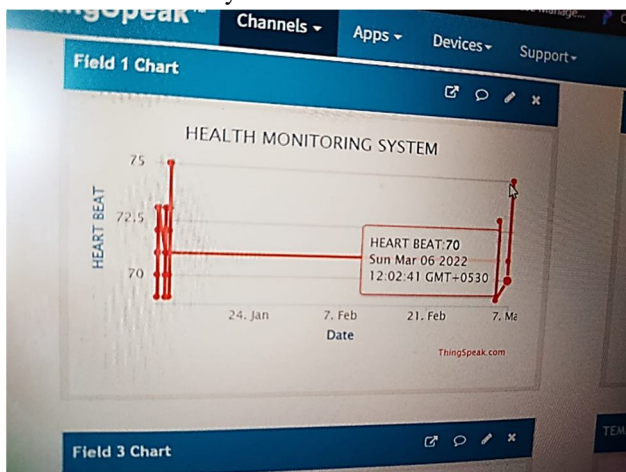 ThingSpeak™
Channels Apps Devices Support
Field 1 Chart
HEALTH MONITORING SYSTEM
75
72.5
70
HEART BEAT
HEART BEAT:70
Sun Mar 06 2022
12:02:41 GMT+0530
24. Jan 7. Feb 21. Feb 7. Ma
Date
ThingSpeak.com
Field 3 Chart
TEM